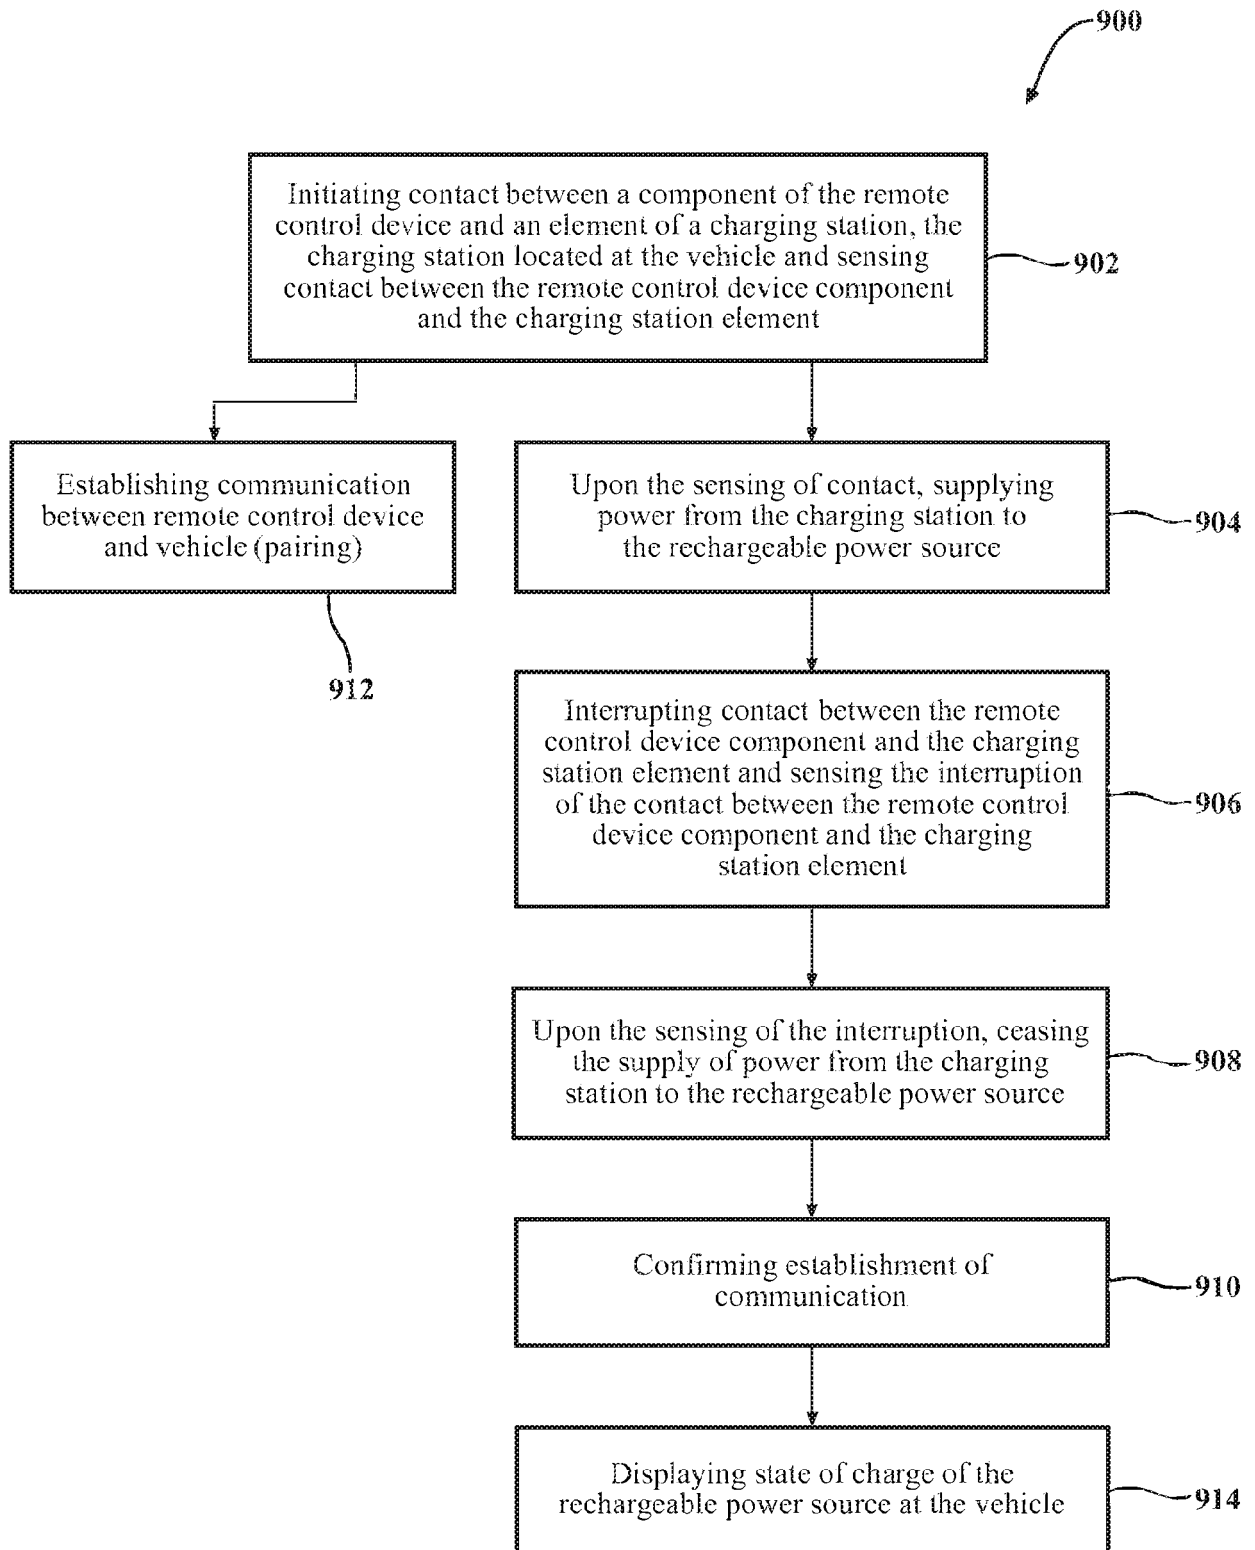 900
Initiating contact between a component of the remote
control device and an element of a charging station, the
charging station located at the vehicle and sensing
contact between the remote control device component
and the charging station element
902
Establishing communication
between remote control device
and vehicle (pairing)
912
Upon the sensing of contact, supplying
power from the charging station to
the rechargeable power source
904
Interrupting contact between the remote
control device component and the charging
station element and sensing the interruption
of the contact between the remote control
device component and the charging
station element
906
Upon the sensing of the interruption, ceasing
the supply of power from the charging
station to the rechargeable power source
908
Confirming establishment of
communication
910
Displaying state of charge of the
rechargeable power source at the vehicle
914